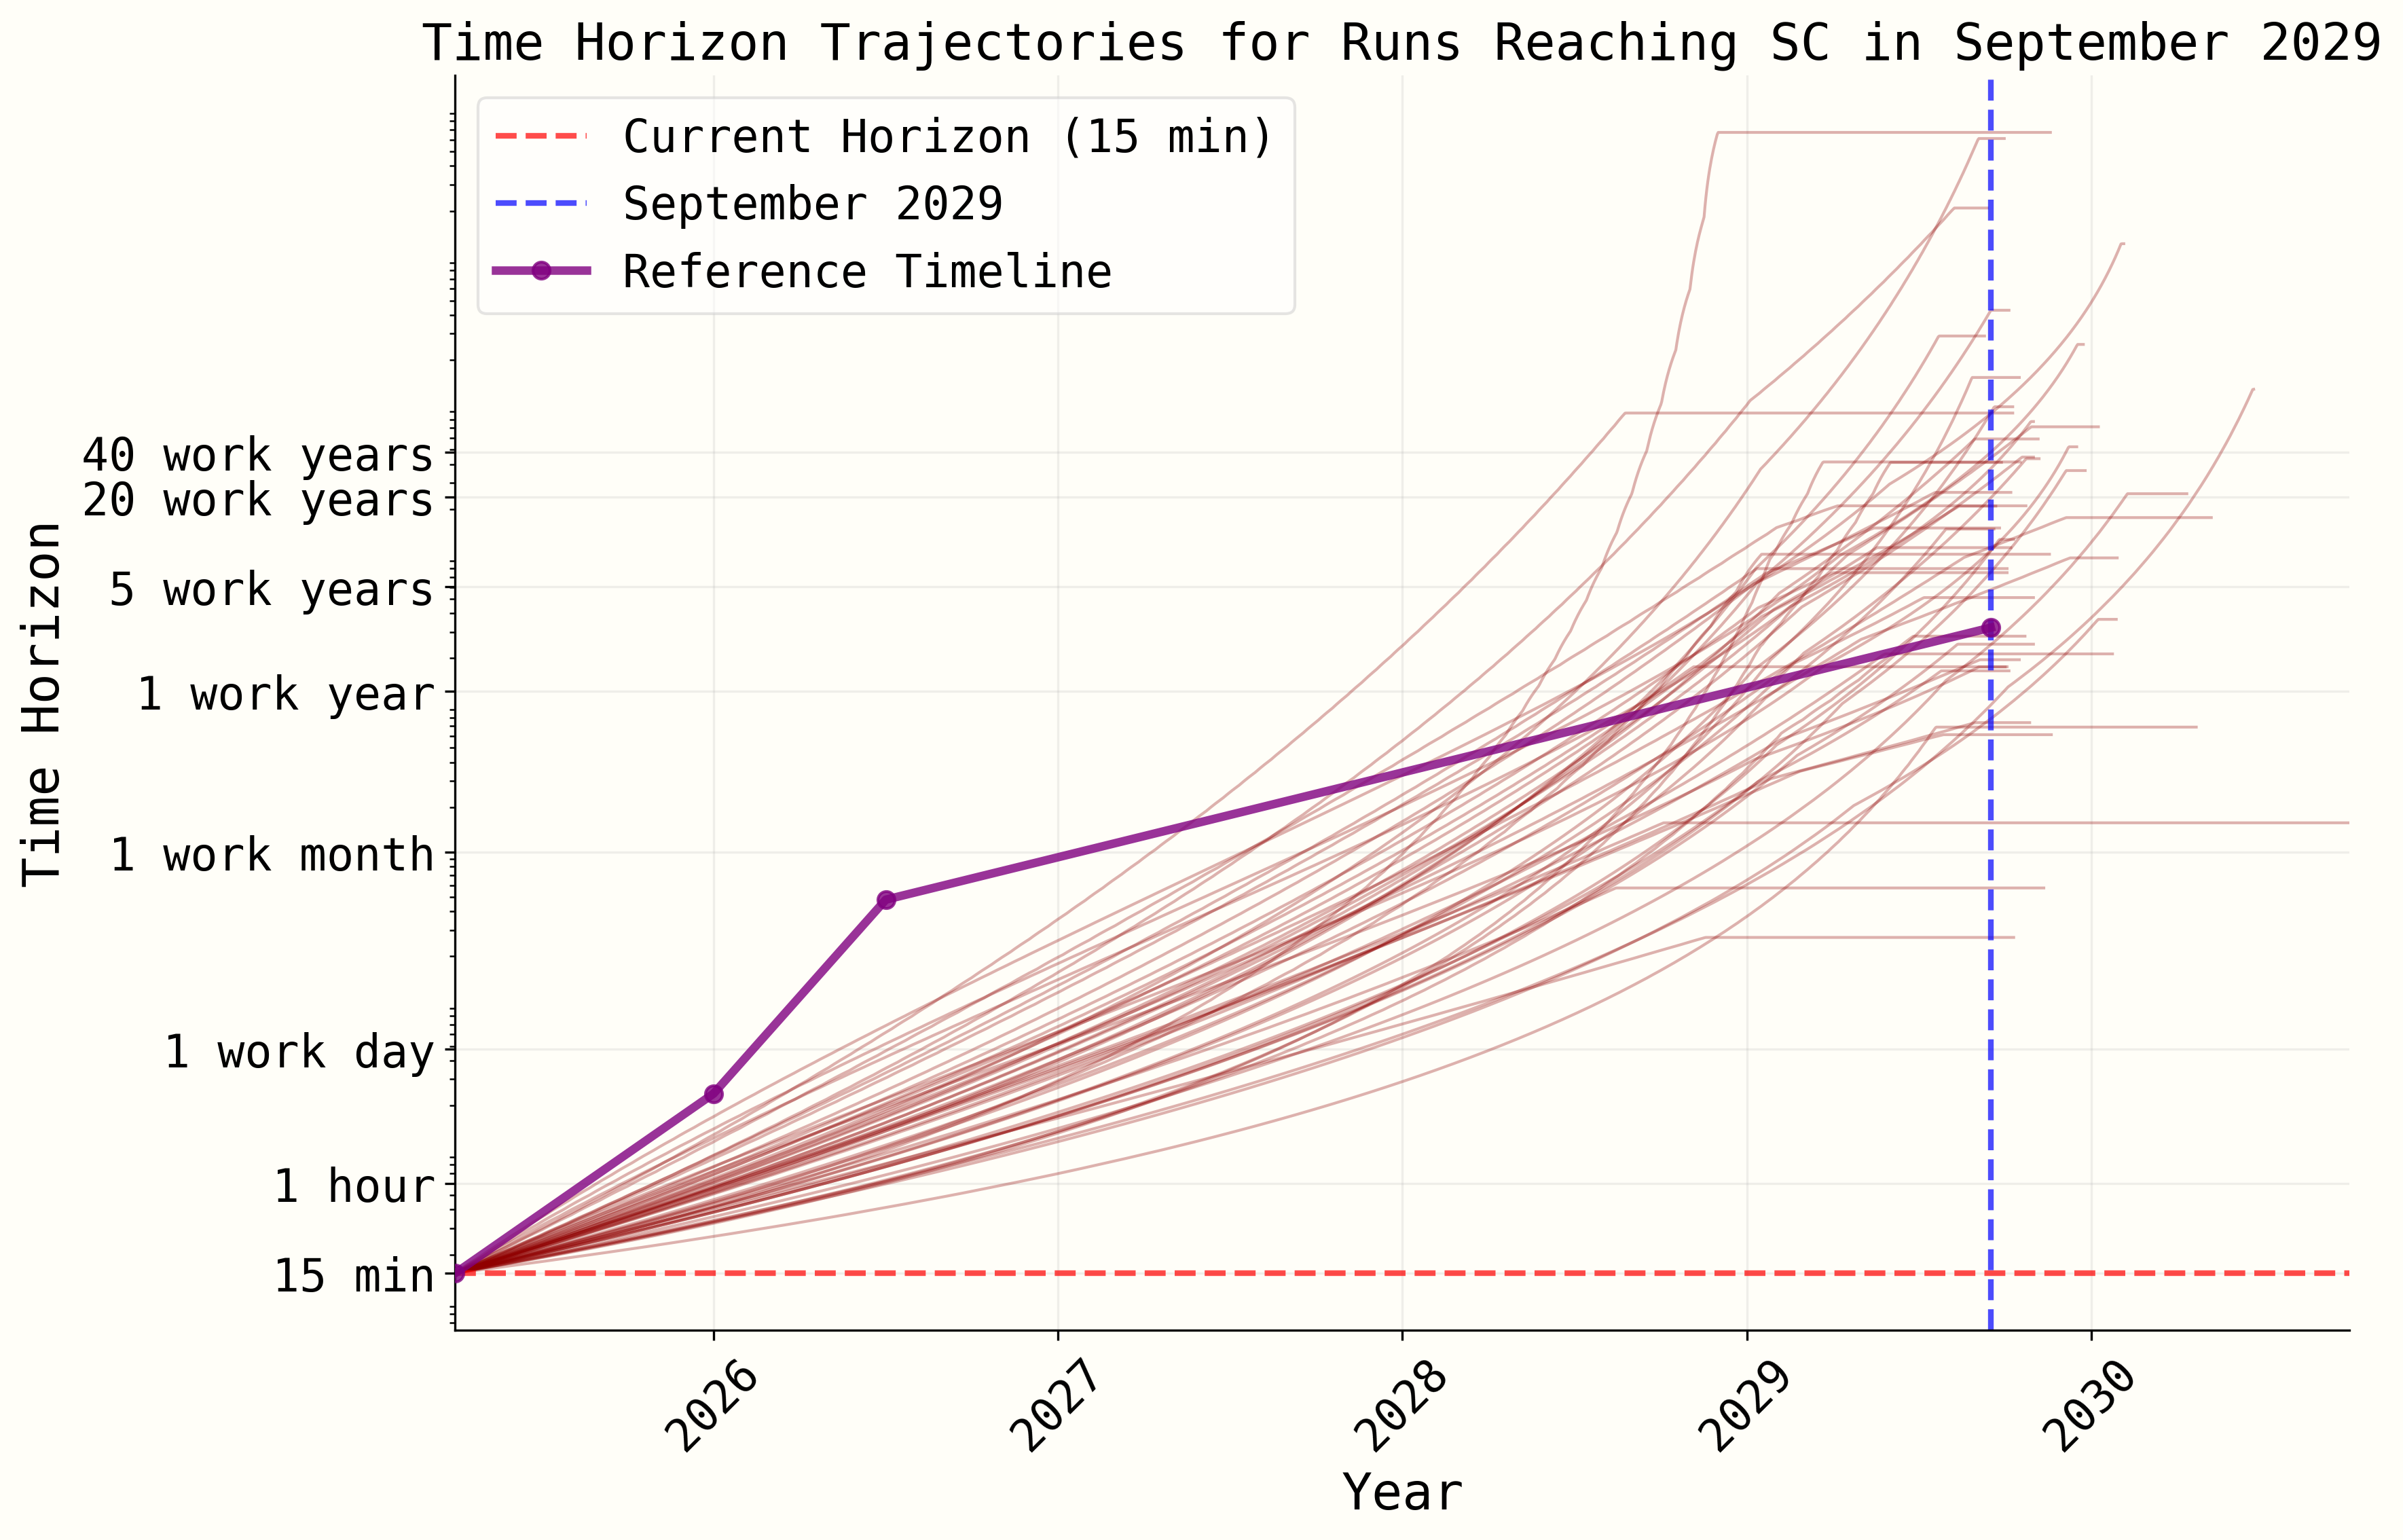 Time Horizon Trajectories for Runs Reaching SC in September 2029
Current Horizon (15 min)
September 2029
Reference Timeline
Time Horizon
40 work years
20 work years
5 work years
1 work year
1 work month
1 work day
1 hour
15 min
2026
2027
2028
2029
2030
Year